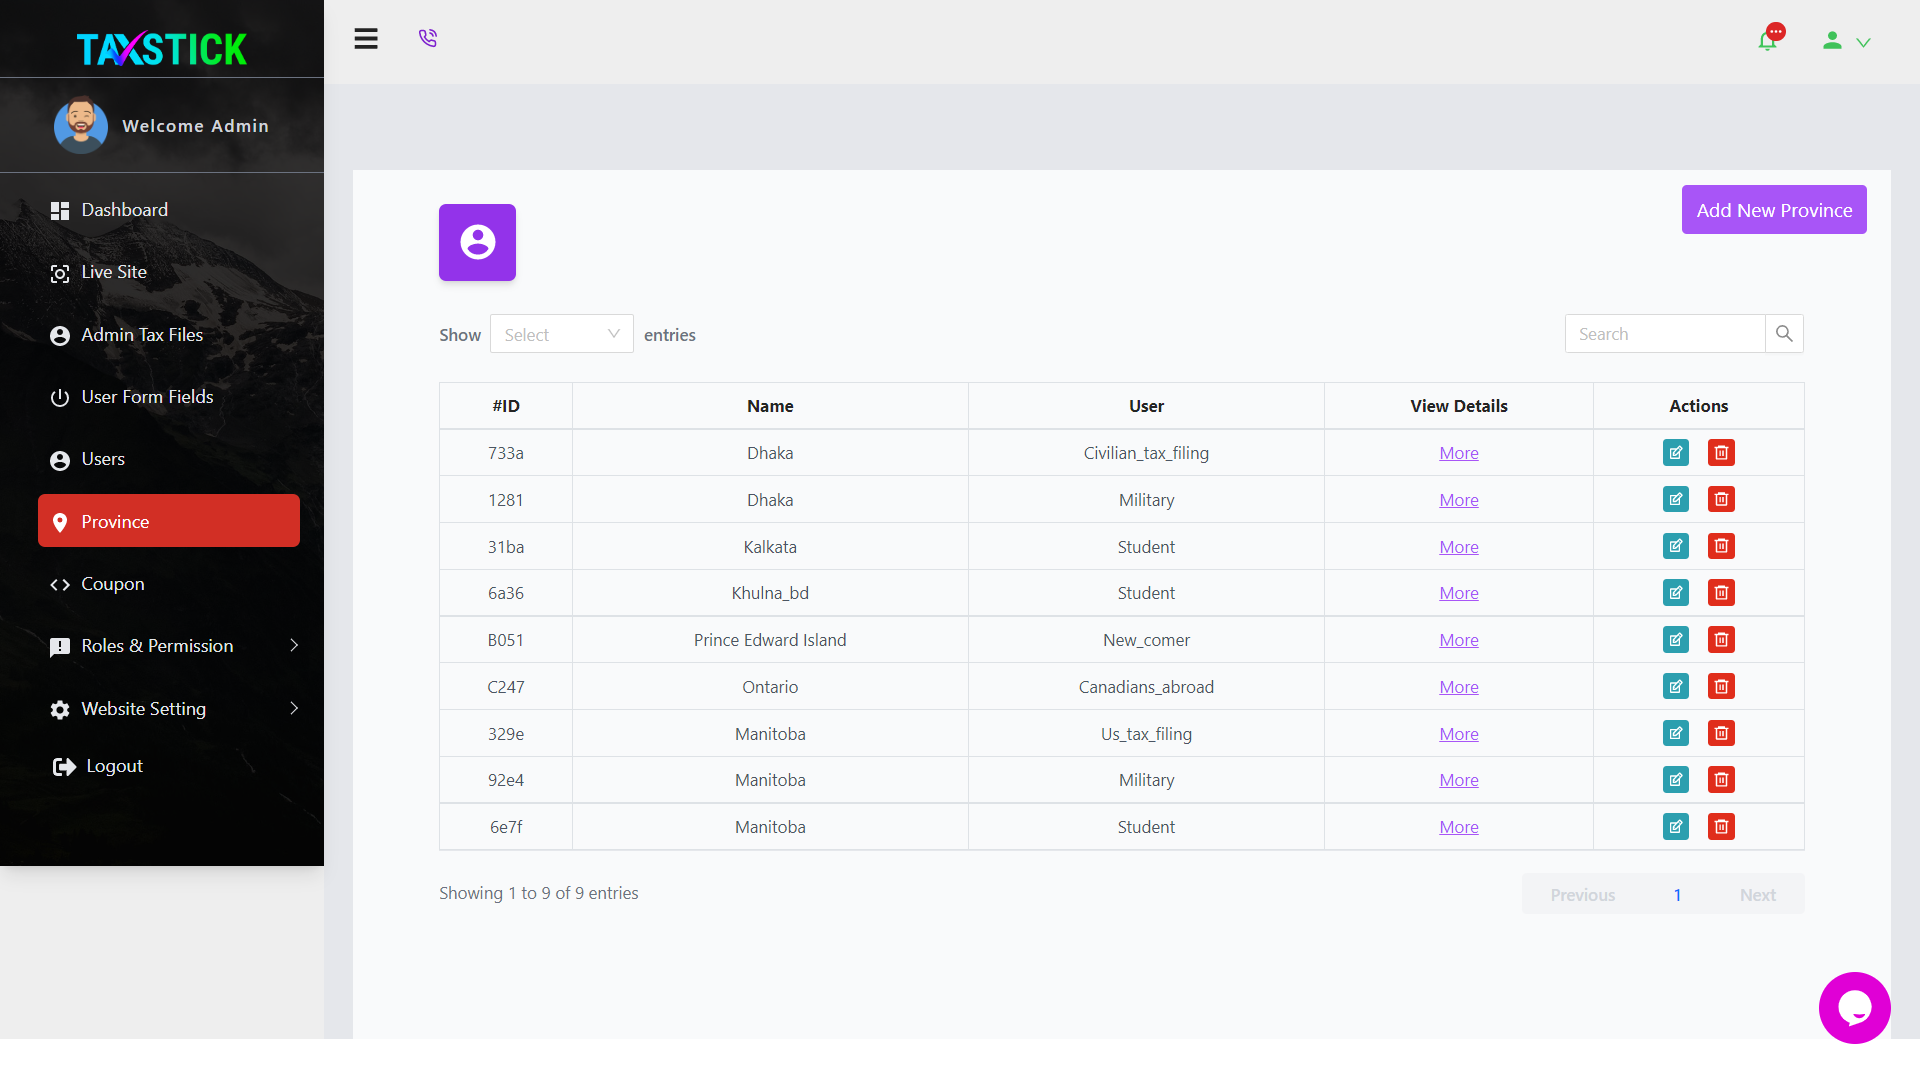 TAXSTICK
Welcome Admin
Dashboard
Live Site
Admin Tax Files
User Form Fields
Users
Province
Coupon
Roles & Permission
Website Setting
Logout
Add New Province
Show Select entries
Search
#ID Name User View Details Actions
733a Dhaka Civilian_tax_filing More
1281 Dhaka Military More
31ba Kalkata Student More
6a36 Khulna_bd Student More
B051 Prince Edward Island New_comer More
C247 Ontario Canadians_abroad More
329e Manitoba Us_tax_filing More
92e4 Manitoba Military More
6e7f Manitoba Student More
Showing 1 to 9 of 9 entries
Previous 1 Next